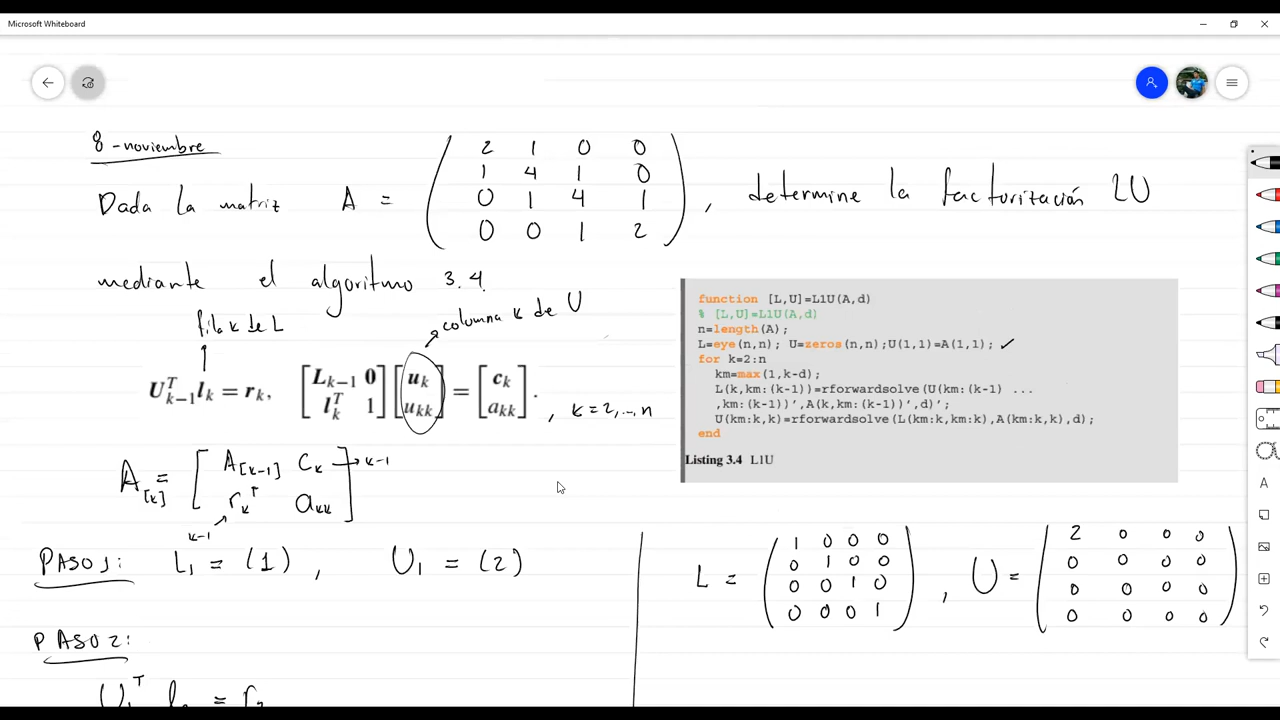 Microsoft Whiteboard
8 - noviembre
Dada la matriz A = ( 2 1 0 0
1 4 1 0
0 1 4 1
0 0 1 2 ) , determine la factorización LU
mediante el algoritmo 3.4.
fila k de L
columna k de U
U_{k-1}^T l_k = r_k, [ L_{k-1} 0
l_k^T 1 ] [ u_k
u_{kk} ] = [ c_k
a_{kk} ]. , k = 2, ..., n
A_{[k]} = [ A_{[k-1]} c_k
r_k^T a_{kk} ] → k-1
k-1
function [L,U]=L1U(A,d)
% [L,U]=L1U(A,d)
n=length(A);
L=eye(n,n); U=zeros(n,n);U(1,1)=A(1,1); ✓
for k=2:n
km=max(1,k-d);
L(k,km:(k-1))=rforwardsolve(U(km:(k-1) ...
,km:(k-1))',A(k,km:(k-1))',d)';
U(km:k,k)=rforwardsolve(L(km:k,km:k),A(km:k,k),d);
end
Listing 3.4 L1U
PASO 1: L_1 = (1) , U_1 = (2)
L = ( 1 0 0 0
0 1 0 0
0 0 1 0
0 0 0 1 ) , U = ( 2 0 0 0
0 0 0 0
0 0 0 0
0 0 0 0 )
PASO 2: